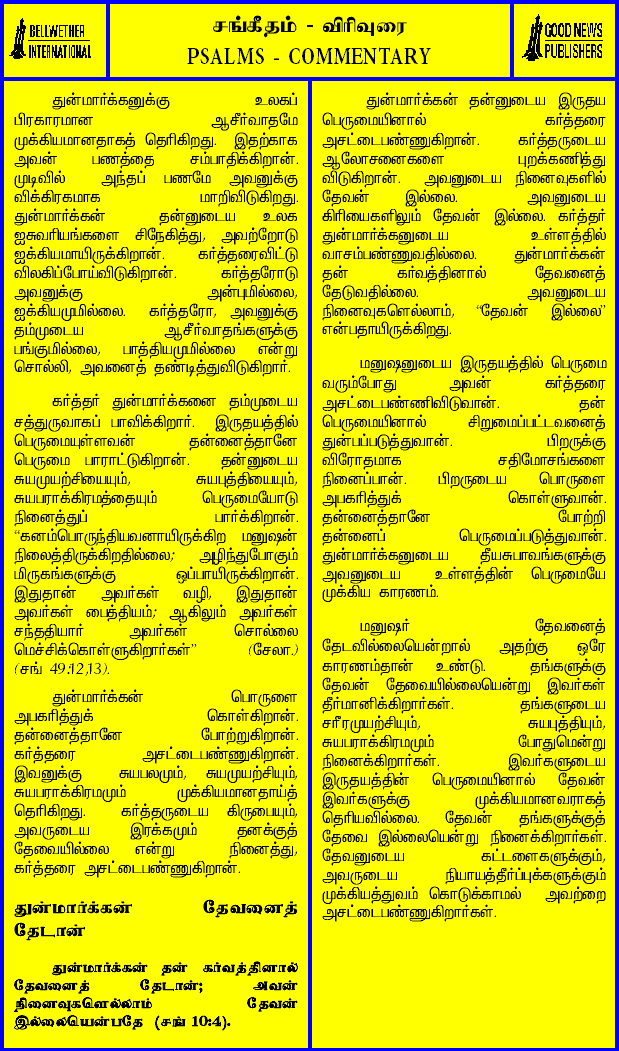 BELLWETHER
INTERNATIONAL
சங்கீதம் - விரிவுரை
PSALMS - COMMENTARY
GOOD NEWS
PUBLISHERS
துன்மார்க்கனுக்கு உலகப்
பிரகாரமான ஆசீர்வாதமே
முக்கியமானதாகத் தெரிகிறது. இதற்காக
அவன் பணத்தை சம்பாதிக்கிறான்.
முடிவில் அந்தப் பணமே அவனுக்கு
விக்கிரகமாக மாறிவிடுகிறது.
துன்மார்க்கன் தன்னுடைய உலக
ஐசுவரியங்களை சிநேகித்து, அவற்றோடு
ஐக்கியமாயிருக்கிறான். கர்த்தரைவிட்டு
விலகிப்போய்விடுகிறான். கர்த்தரோடு
அவனுக்கு அன்புமில்லை,
ஐக்கியமுமில்லை. கர்த்தரோ, அவனுக்கு
தம்முடைய ஆசீர்வாதங்களுக்கு
பங்குமில்லை, பாத்தியமுமில்லை என்று
சொல்லி, அவனைத் தண்டித்துவிடுகிறார்.
கர்த்தர் துன்மார்க்கனை தம்முடைய
சத்துருவாகப் பாவிக்கிறார். இருதயத்தில்
பெருமையுள்ளவன் தன்னைத்தானே
பெருமை பாராட்டுகிறான். தன்னுடைய
சுயமுயற்சியையும், சுயபுத்தியையும்,
சுயபராக்கிரமத்தையும் பெருமையோடு
நினைத்துப் பார்க்கிறான்.
“கனம்பொருந்தியவனாயிருக்கிற மனுஷன்
நிலைத்திருக்கிறதில்லை; அழிந்துபோகும்
மிருகங்களுக்கு ஒப்பாயிருக்கிறான்.
இதுதான் அவர்கள் வழி, இதுதான்
அவர்கள் பைத்தியம்; ஆகிலும் அவர்கள்
சந்ததியார் அவர்கள் சொல்லை
மெச்சிக்கொள்ளுகிறார்கள்” (சேலா.)
(சங் 49:12,13).
துன்மார்க்கன் பொருளை
அபகரித்துக் கொள்கிறான்.
தன்னைத்தானே போற்றுகிறான்.
கர்த்தரை அசட்டைபண்ணுகிறான்.
இவனுக்கு சுயபலமும், சுயமுயற்சியும்,
சுயபராக்கிரமமும் முக்கியமானதாய்த்
தெரிகிறது. கர்த்தருடைய கிருபையும்,
அவருடைய இரக்கமும் தனக்குத்
தேவையில்லை என்று நினைத்து,
கர்த்தரை அசட்டைபண்ணுகிறான்.
துன்மார்க்கன் தேவனைத்
தேடான்
துன்மார்க்கன் தன் கர்வத்தினால்
தேவனைத் தேடான்; அவன்
நினைவுகளெல்லாம் தேவன்
இல்லையென்பதே (சங் 10:4).
துன்மார்க்கன் தன்னுடைய இருதய
பெருமையினால் கர்த்தரை
அசட்டைபண்ணுகிறான். கர்த்தருடைய
ஆலோசனைகளை புறக்கணித்து
விடுகிறான். அவனுடைய நினைவுகளில்
தேவன் இல்லை. அவனுடைய
கிரியைகளிலும் தேவன் இல்லை. கர்த்தர்
துன்மார்க்கனுடைய உள்ளத்தில்
வாசம்பண்ணுவதில்லை. துன்மார்க்கன்
தன் கர்வத்தினால் தேவனைத்
தேடுவதில்லை. அவனுடைய
நினைவுகளெல்லாம், “தேவன் இல்லை”
என்பதாயிருக்கிறது.
மனுஷனுடைய இருதயத்தில் பெருமை
வரும்போது அவன் கர்த்தரை
அசட்டைபண்ணிவிடுவான். தன்
பெருமையினால் சிறுமைப்பட்டவனைத்
துன்பப்படுத்துவான். பிறருக்கு
விரோதமாக சதிமோசங்களை
நினைப்பான். பிறருடைய பொருளை
அபகரித்துக் கொள்ளுவான்.
தன்னைத்தானே போற்றி
தன்னைப் பெருமைப்படுத்துவான்.
துன்மார்க்கனுடைய தீயசுபாவங்களுக்கு
அவனுடைய உள்ளத்தின் பெருமையே
முக்கிய காரணம்.
மனுஷர் தேவனைத்
தேடவில்லையென்றால் அதற்கு ஒரே
காரணம்தான் உண்டு. தங்களுக்கு
தேவன் தேவையில்லையென்று இவர்கள்
தீர்மானிக்கிறார்கள். தங்களுடைய
சரீரமுயற்சியும், சுயபுத்தியும்,
சுயபராக்கிரமமும் போதுமென்று
நினைக்கிறார்கள். இவர்களுடைய
இருதயத்தின் பெருமையினால் தேவன்
இவர்களுக்கு முக்கியமானவராகத்
தெரியவில்லை. தேவன் தங்களுக்குத்
தேவை இல்லையென்று நினைக்கிறார்கள்.
தேவனுடைய கட்டளைகளுக்கும்,
அவருடைய நியாயத்தீர்ப்புக்களுக்கும்
முக்கியத்துவம் கொடுக்காமல் அவற்றை
அசட்டைபண்ணுகிறார்கள்.